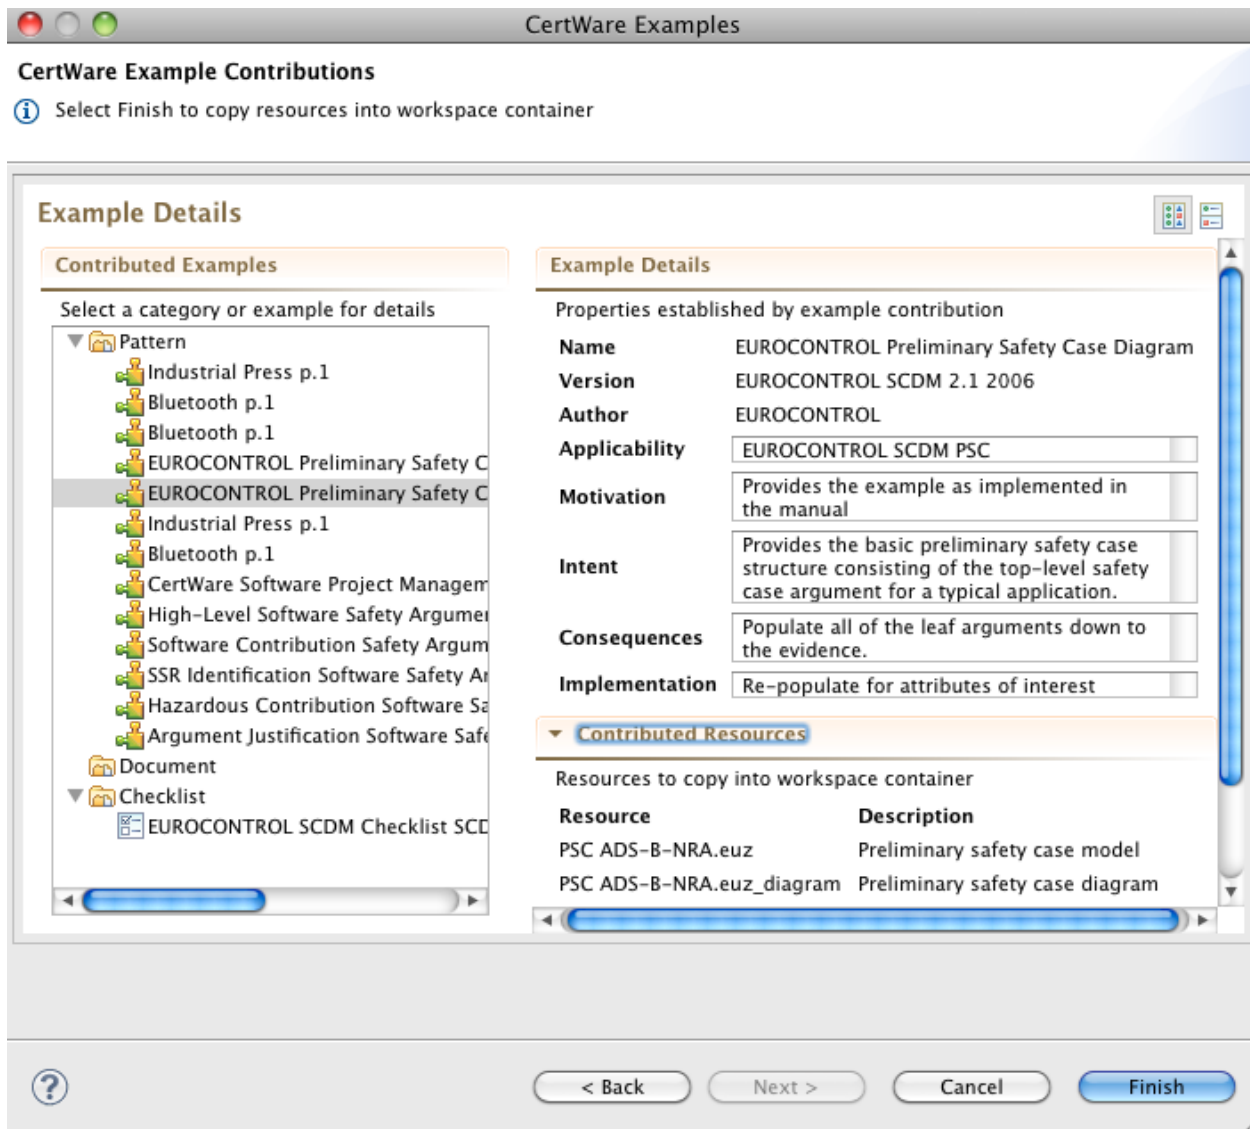 CertWare Examples
CertWare Example Contributions
Select Finish to copy resources into workspace container
Example Details
Contributed Examples
Select a category or example for details
Pattern
Industrial Press p.1
Bluetooth p.1
Bluetooth p.1
EUROCONTROL Preliminary Safety C
EUROCONTROL Preliminary Safety C
Industrial Press p.1
Bluetooth p.1
CertWare Software Project Managem
High-Level Software Safety Argumen
Software Contribution Safety Argum
SSR Identification Software Safety Ar
Hazardous Contribution Software Sa
Argument Justification Software Safe
Document
Checklist
EUROCONTROL SCDM Checklist SCD
Example Details
Properties established by example contribution
Name EUROCONTROL Preliminary Safety Case Diagram
Version EUROCONTROL SCDM 2.1 2006
Author EUROCONTROL
Applicability EUROCONTROL SCDM PSC
Motivation Provides the example as implemented in
the manual
Intent Provides the basic preliminary safety case
structure consisting of the top-level safety
case argument for a typical application.
Consequences Populate all of the leaf arguments down to
the evidence.
Implementation Re-populate for attributes of interest
Contributed Resources
Resources to copy into workspace container
Resource Description
PSC ADS-B-NRA.euz Preliminary safety case model
PSC ADS-B-NRA.euz_diagram Preliminary safety case diagram
< Back Next > Cancel Finish